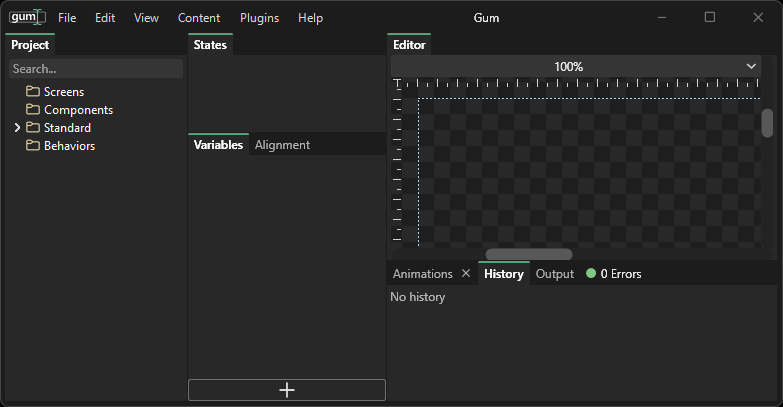 gum File Edit View Content Plugins Help Gum
Project
Search...
Screens
Components
Standard
Behaviors
States
Variables Alignment
Editor
100%
Animations History Output 0 Errors
No history